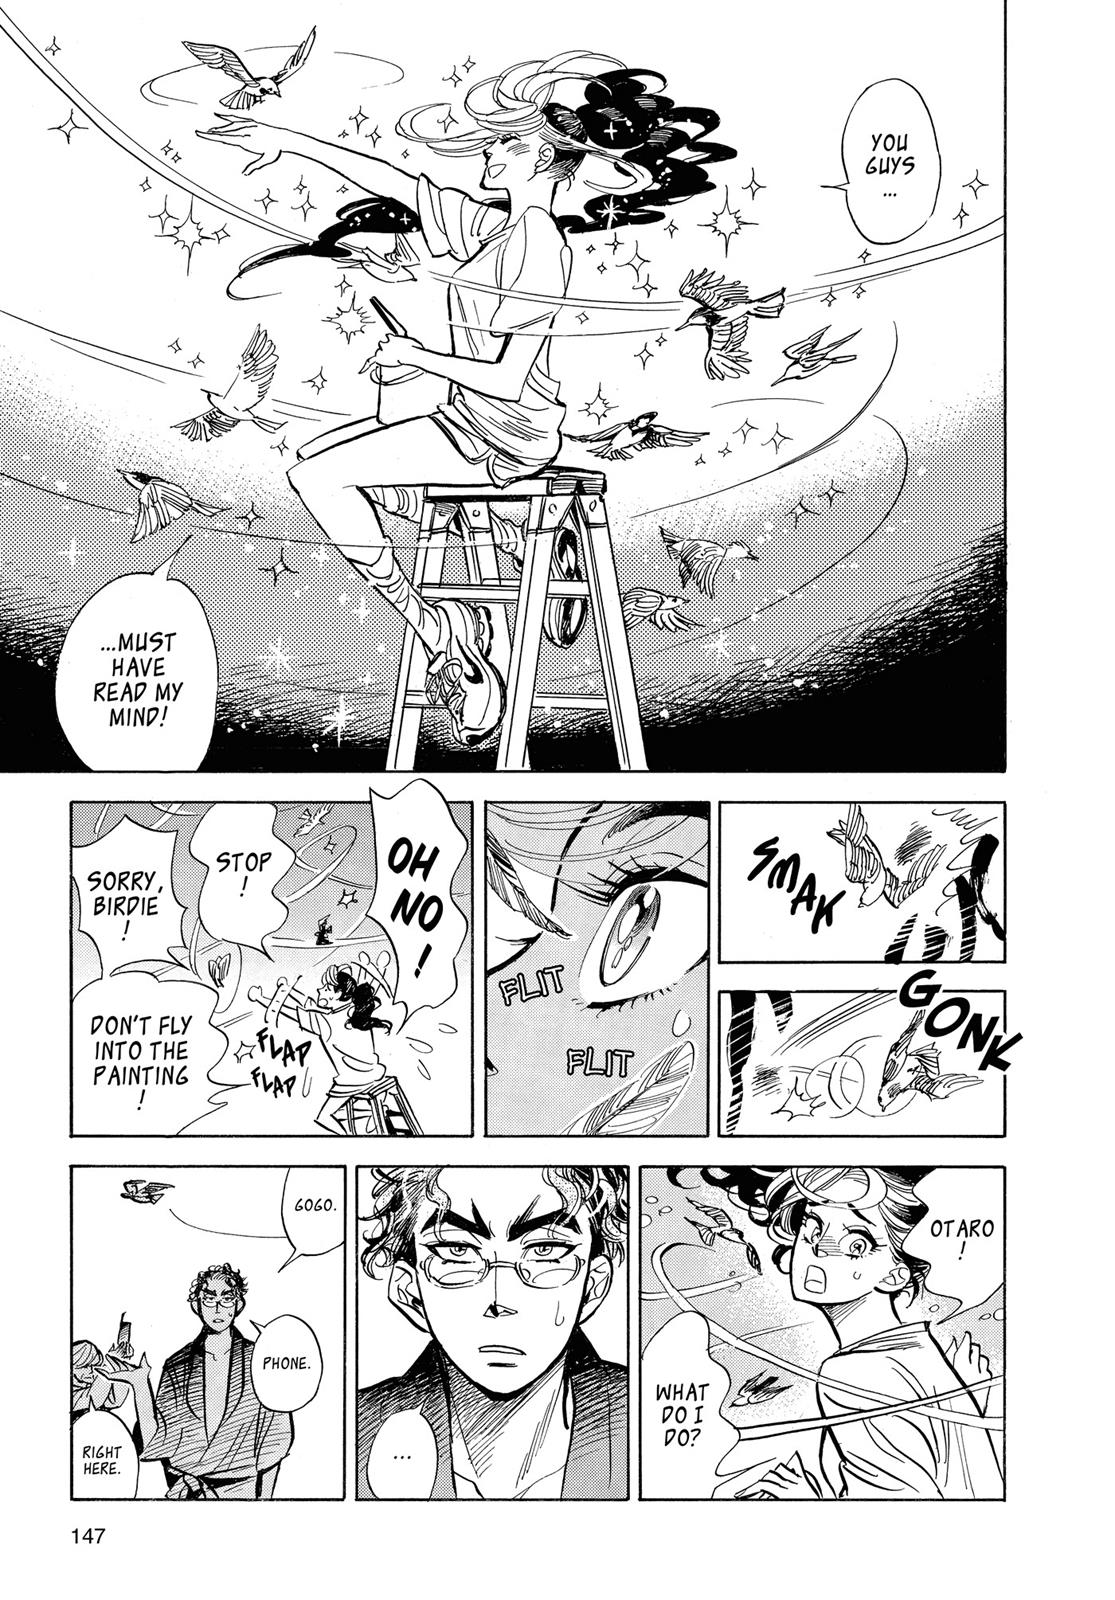 YOU
GUYS
...
...MUST
HAVE
READ MY
MIND!
SMAK
GONK
FLIT
FLIT
OH
NO
!
STOP
!
SORRY,
BIRDIE
!
DON'T FLY
INTO THE
PAINTING
!
FLAP
FLAP
OTARO
!
WHAT
DO I
DO?
...
GOGO.
PHONE.
RIGHT
HERE.
147